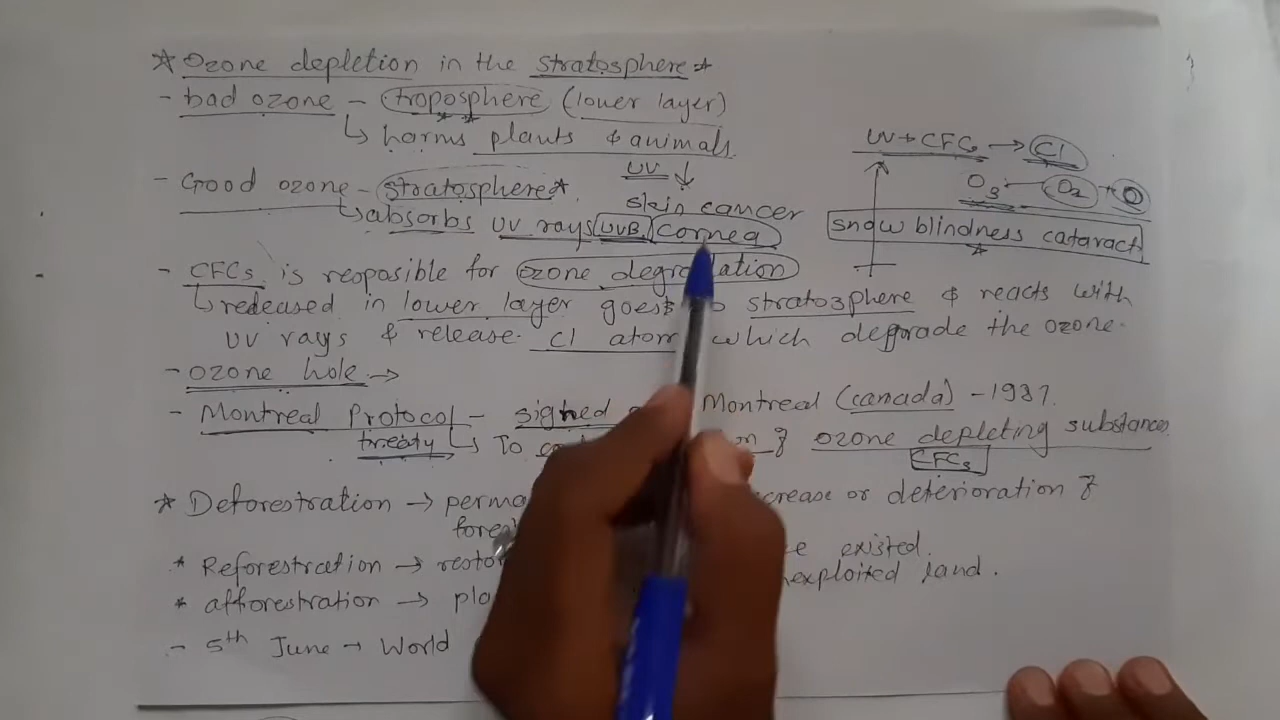 * Ozone depletion in the stratosphere *
- bad ozone - troposphere (lower layer)
↳ harms plants & animals.
- Good ozone - stratosphere *
UV ↓
skin cancer
↳ absorbs UV rays UVB cornea
UV + CFCs → Cl
O3 O2 + O
snow blindness cataract
*
- CFCs is reoposible for ozone degradation
↳ redeused in lower layer goes to stratosphere & reacts with
UV rays & release. Cl atom which degrade the ozone.
- ozone hole →
- Montreal Protocol - signed Montreal (canada) - 1987.
treaty ↳ To of ozone depleting substances
CFCs
* Deforestration → decrease or deterioration of
* Reforestration → existed.
* afforestration → unexploited land.
- 5th June → World